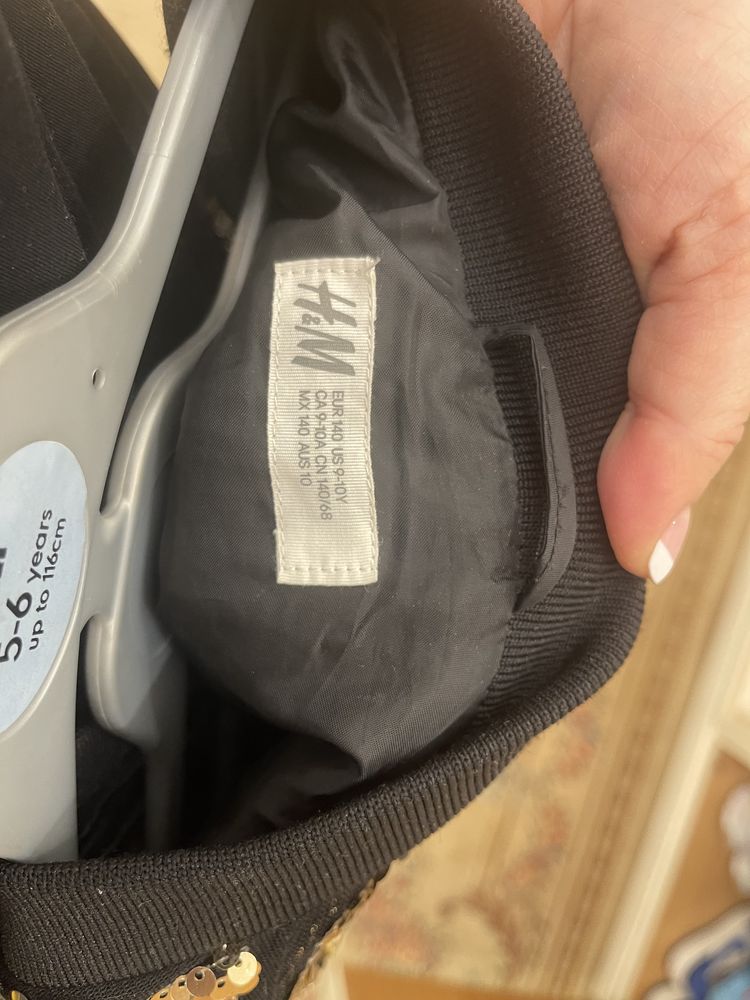 H&M
EUR 140 US 9-10Y
CA 9-10A CN 140/68
MX 140 AUS 10
5-6 years
up to 116cm